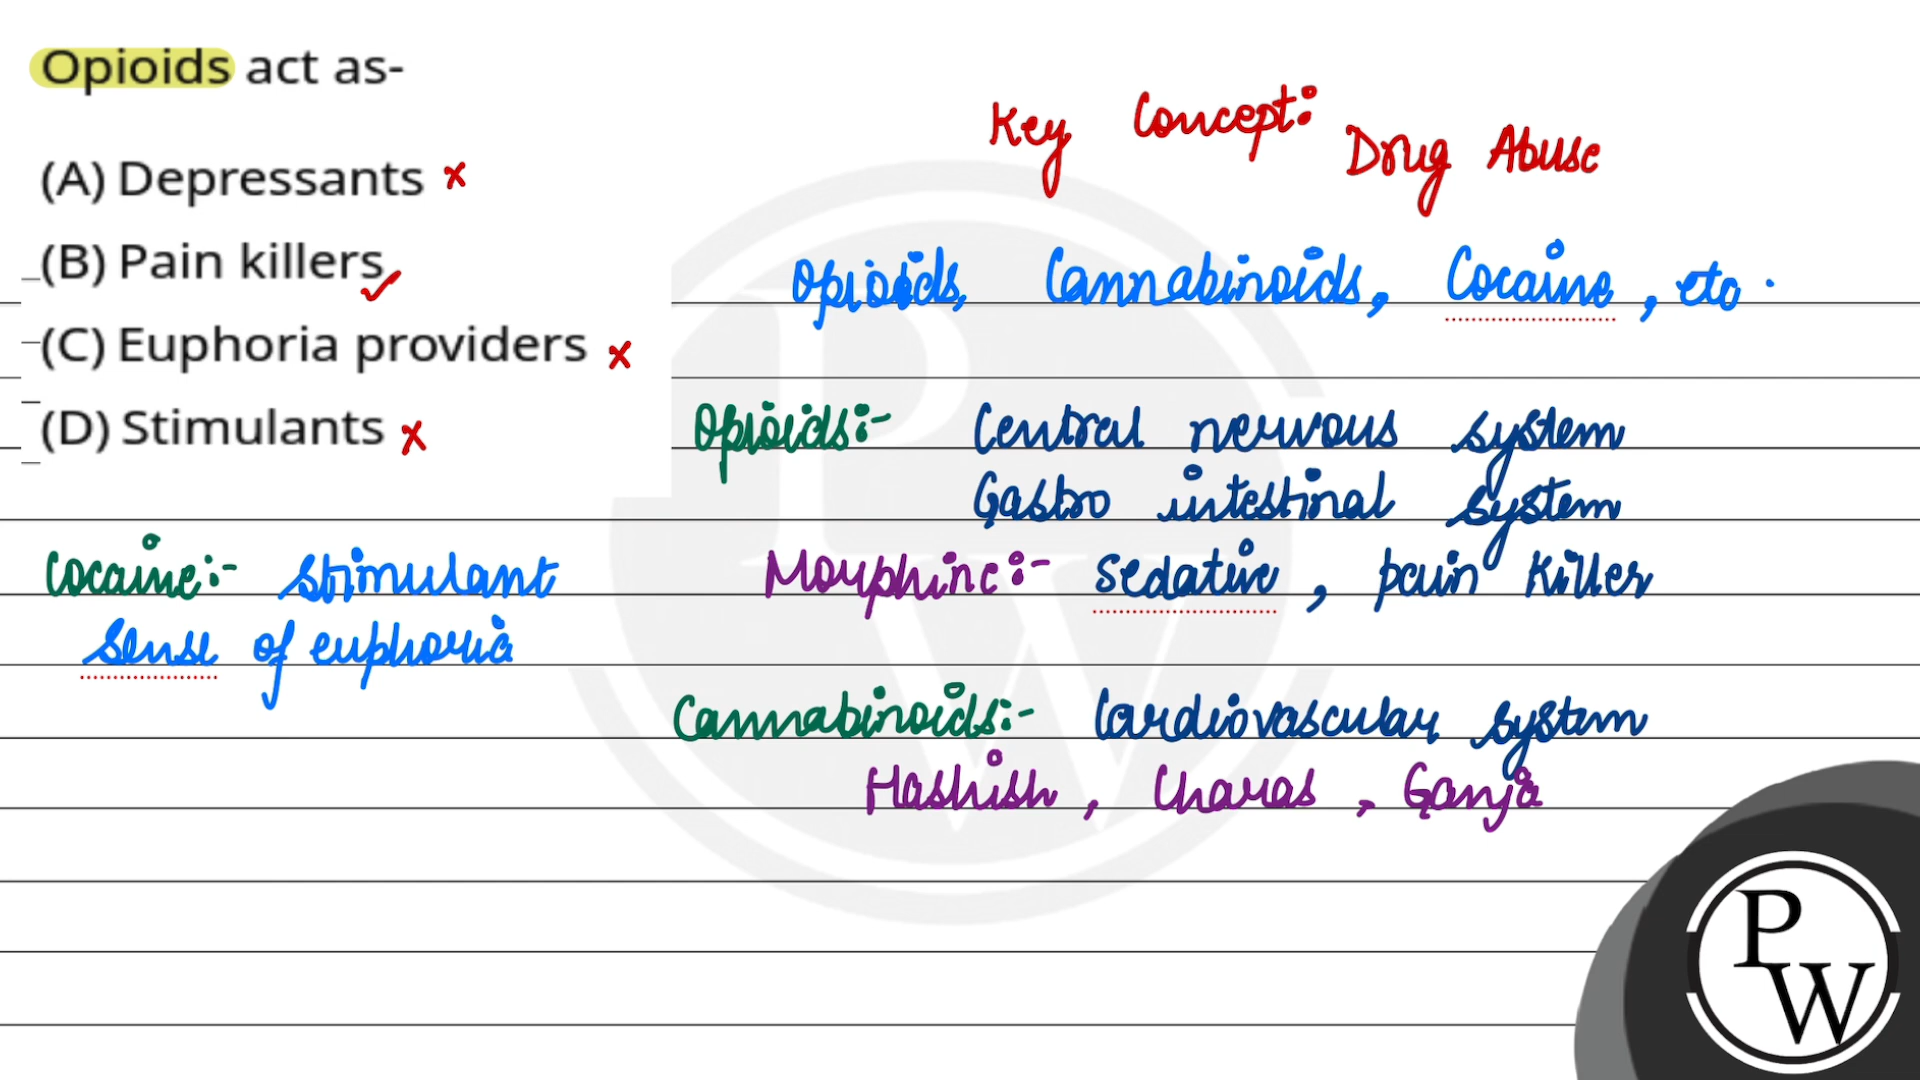 Opioids act as-
(A) Depressants x
(B) Pain killers ✓
(C) Euphoria providers x
(D) Stimulants x
Key Concept:
Drug Abuse
Opioids, Cannabinoids, Cocaine, etc.
Opioids:- Central nervous system
Gastro intestinal system
Morphine:- Sedative, pain killer
Cocaine:- Stimulant
Sense of euphoria
Cannabinoids:- Cardiovascular system
Hashish, Charas, Ganja
PW